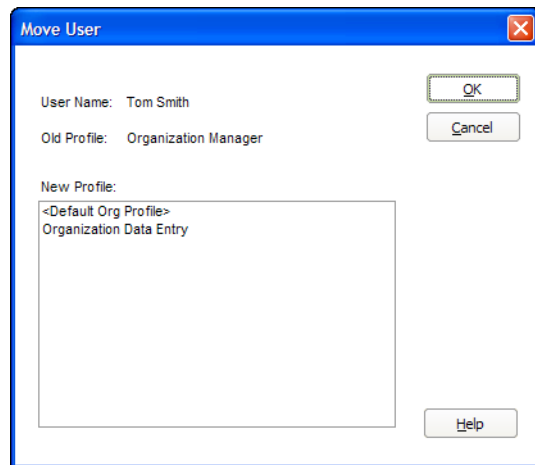 Move User
User Name: Tom Smith
Old Profile: Organization Manager
OK
Cancel
New Profile:
<Default Org Profile>
Organization Data Entry
Help